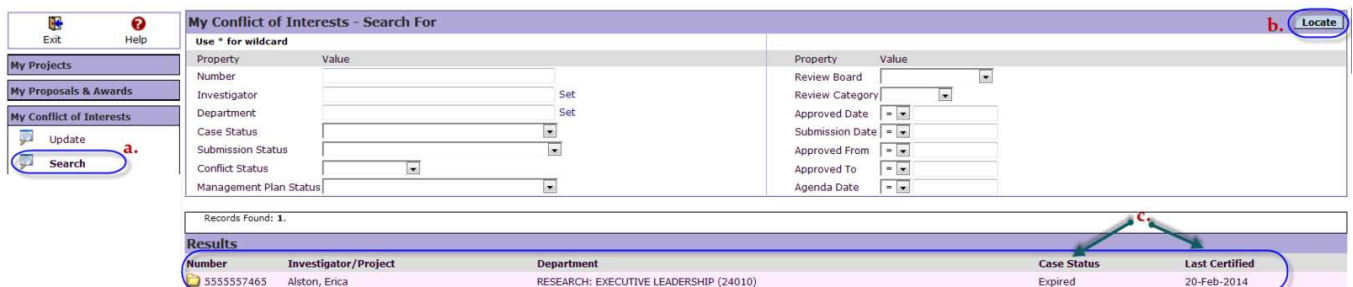 Exit Help
My Projects
My Proposals & Awards
My Conflict of Interests
Update
a.
Search
My Conflict of Interests - Search For
b. Locate
Use * for wildcard
Property Value Property Value
Number Review Board
Investigator Set Review Category
Department Set Approved Date =
Case Status Submission Date =
Submission Status Approved From =
Conflict Status Approved To =
Management Plan Status Agenda Date =
Records Found: 1.
c.
Results
Number Investigator/Project Department Case Status Last Certified
5555557465 Alston, Erica RESEARCH: EXECUTIVE LEADERSHIP (24010) Expired 20-Feb-2014